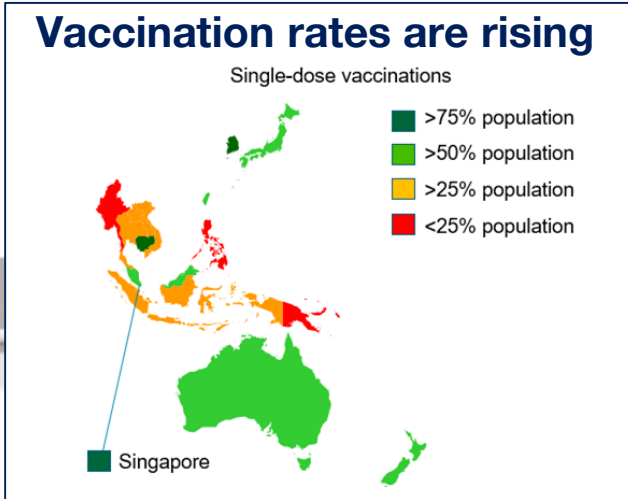 Vaccination rates are rising
Single-dose vaccinations
>75% population
>50% population
>25% population
<25% population
Singapore